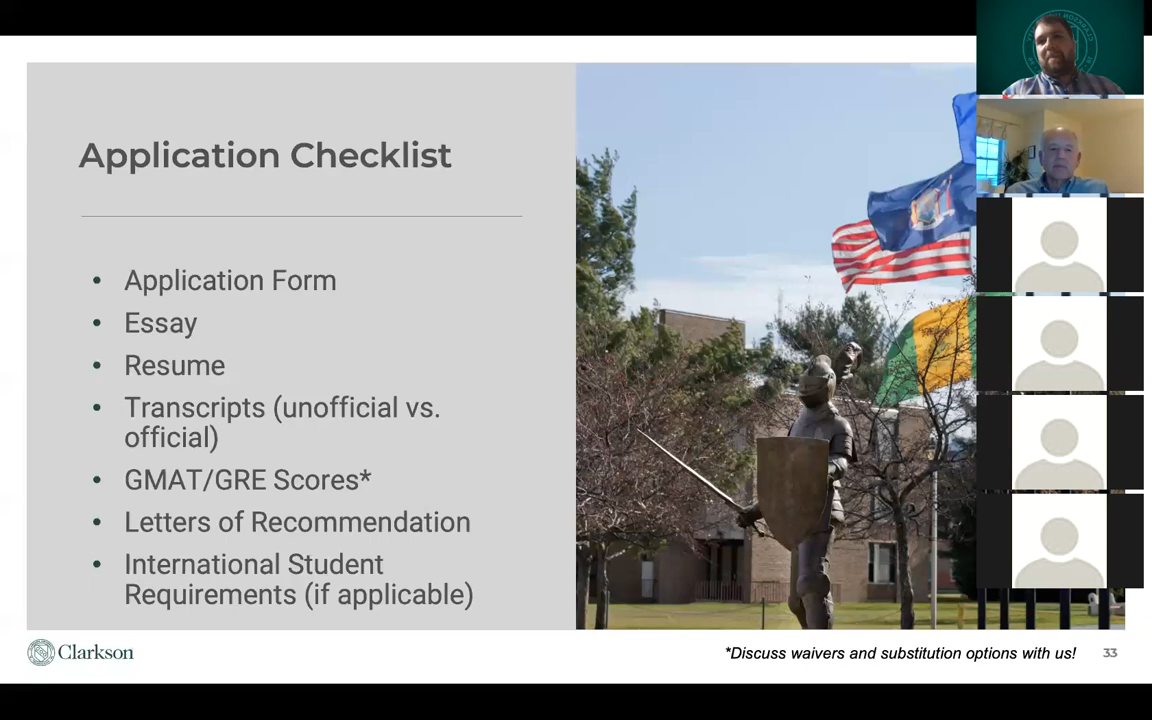 Application Checklist
• Application Form
• Essay
• Resume
• Transcripts (unofficial vs.
official)
• GMAT/GRE Scores*
• Letters of Recommendation
• International Student
Requirements (if applicable)
Clarkson
*Discuss waivers and substitution options with us!
33